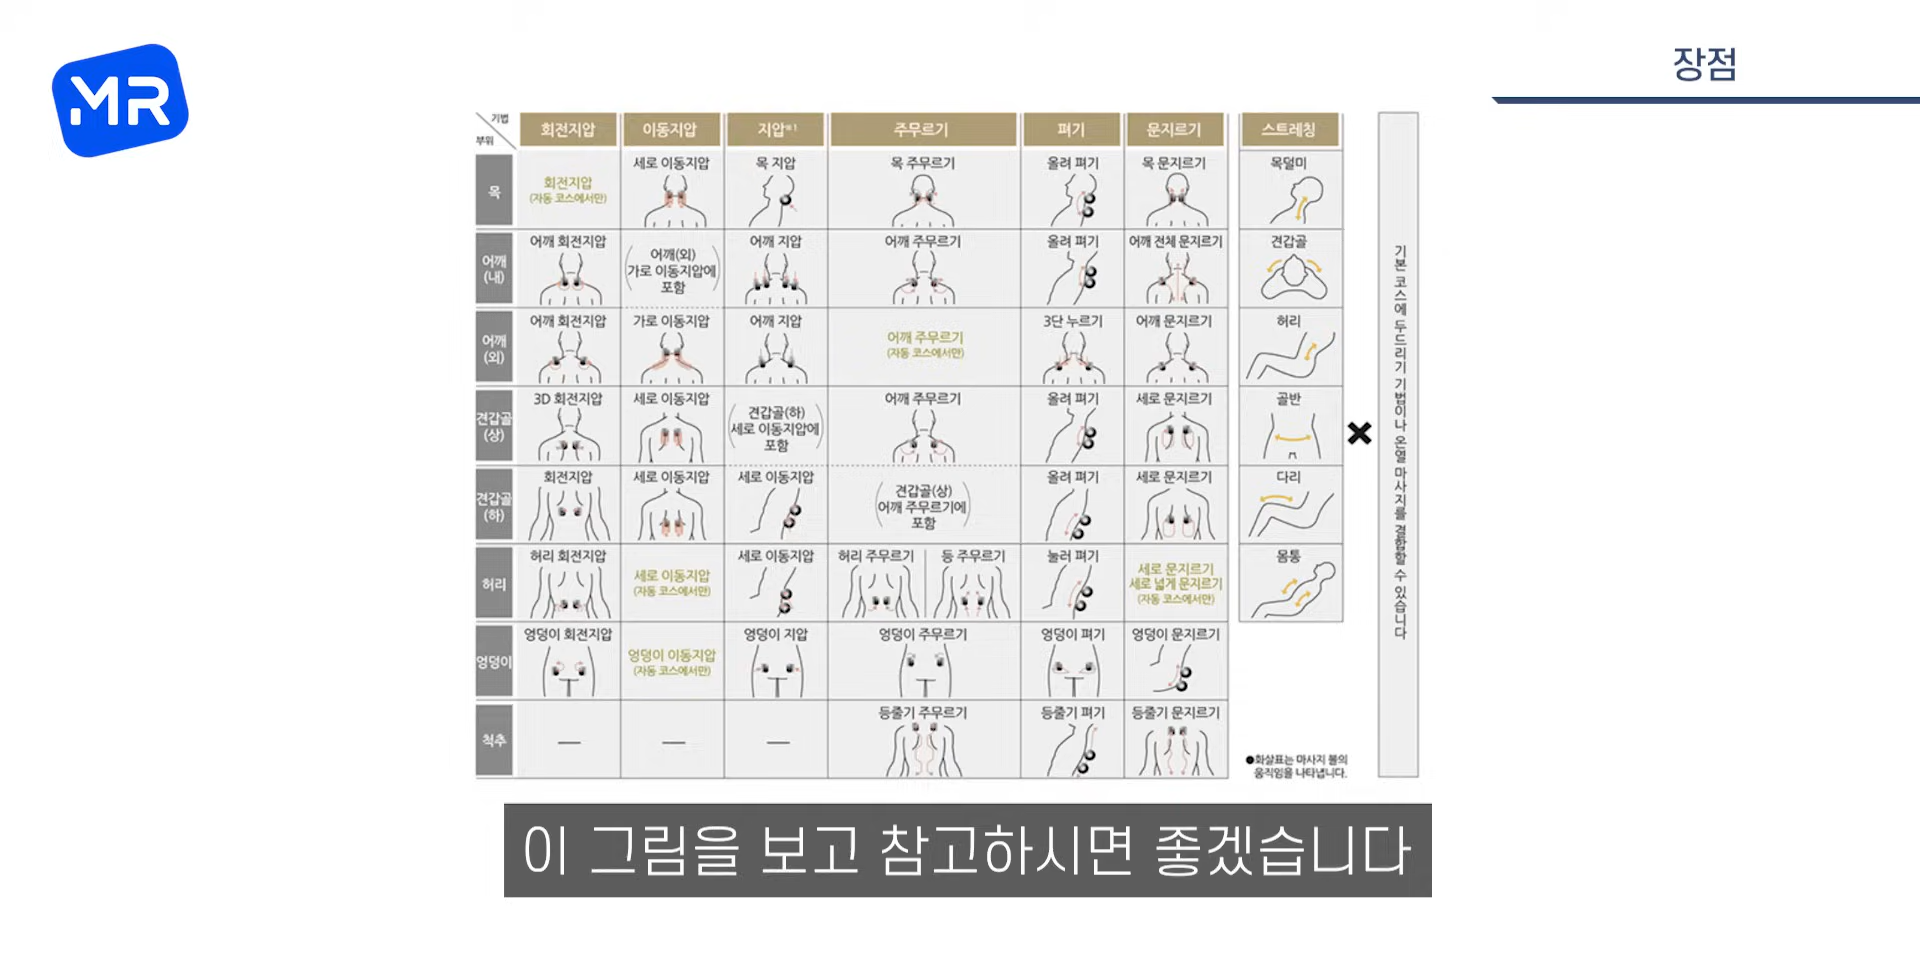 MR
장점
기법
부위
회전지압
이동지압
지압※1
주무르기
펴기
문지르기
스트레칭
목
회전지압
(자동 코스에서만)
세로 이동지압
목 지압
목 주무르기
올려 펴기
목 문지르기
목덜미
어깨
(내)
어깨 회전지압
어깨(외)
가로 이동지압에
포함
어깨 지압
어깨 주무르기
올려 펴기
어깨 전체 문지르기
견갑골
어깨
(외)
어깨 회전지압
가로 이동지압
어깨 지압
어깨 주무르기
(자동 코스에서만)
3단 누르기
어깨 문지르기
허리
견갑골
(상)
3D 회전지압
세로 이동지압
견갑골(하)
세로 이동지압에
포함
어깨 주무르기
올려 펴기
세로 문지르기
골반
견갑골
(하)
회전지압
세로 이동지압
세로 이동지압
견갑골(상)
어깨 주무르기에
포함
올려 펴기
세로 문지르기
다리
허리
허리 회전지압
세로 이동지압
(자동 코스에서만)
세로 이동지압
허리 주무르기
등 주무르기
눌러 펴기
세로 문지르기
세로 넓게 문지르기
(자동 코스에서만)
몸통
엉덩이
엉덩이 회전지압
엉덩이 이동지압
(자동 코스에서만)
엉덩이 지압
엉덩이 주무르기
엉덩이 펴기
엉덩이 문지르기
척추
—
—
—
등줄기 주무르기
등줄기 펴기
등줄기 문지르기
●화살표는 마사지 볼의
움직임을 나타냅니다.
기본 코스에 두드리기 기법이나 온열 마사지를 결합할 수 있습니다
이 그림을 보고 참고하시면 좋겠습니다